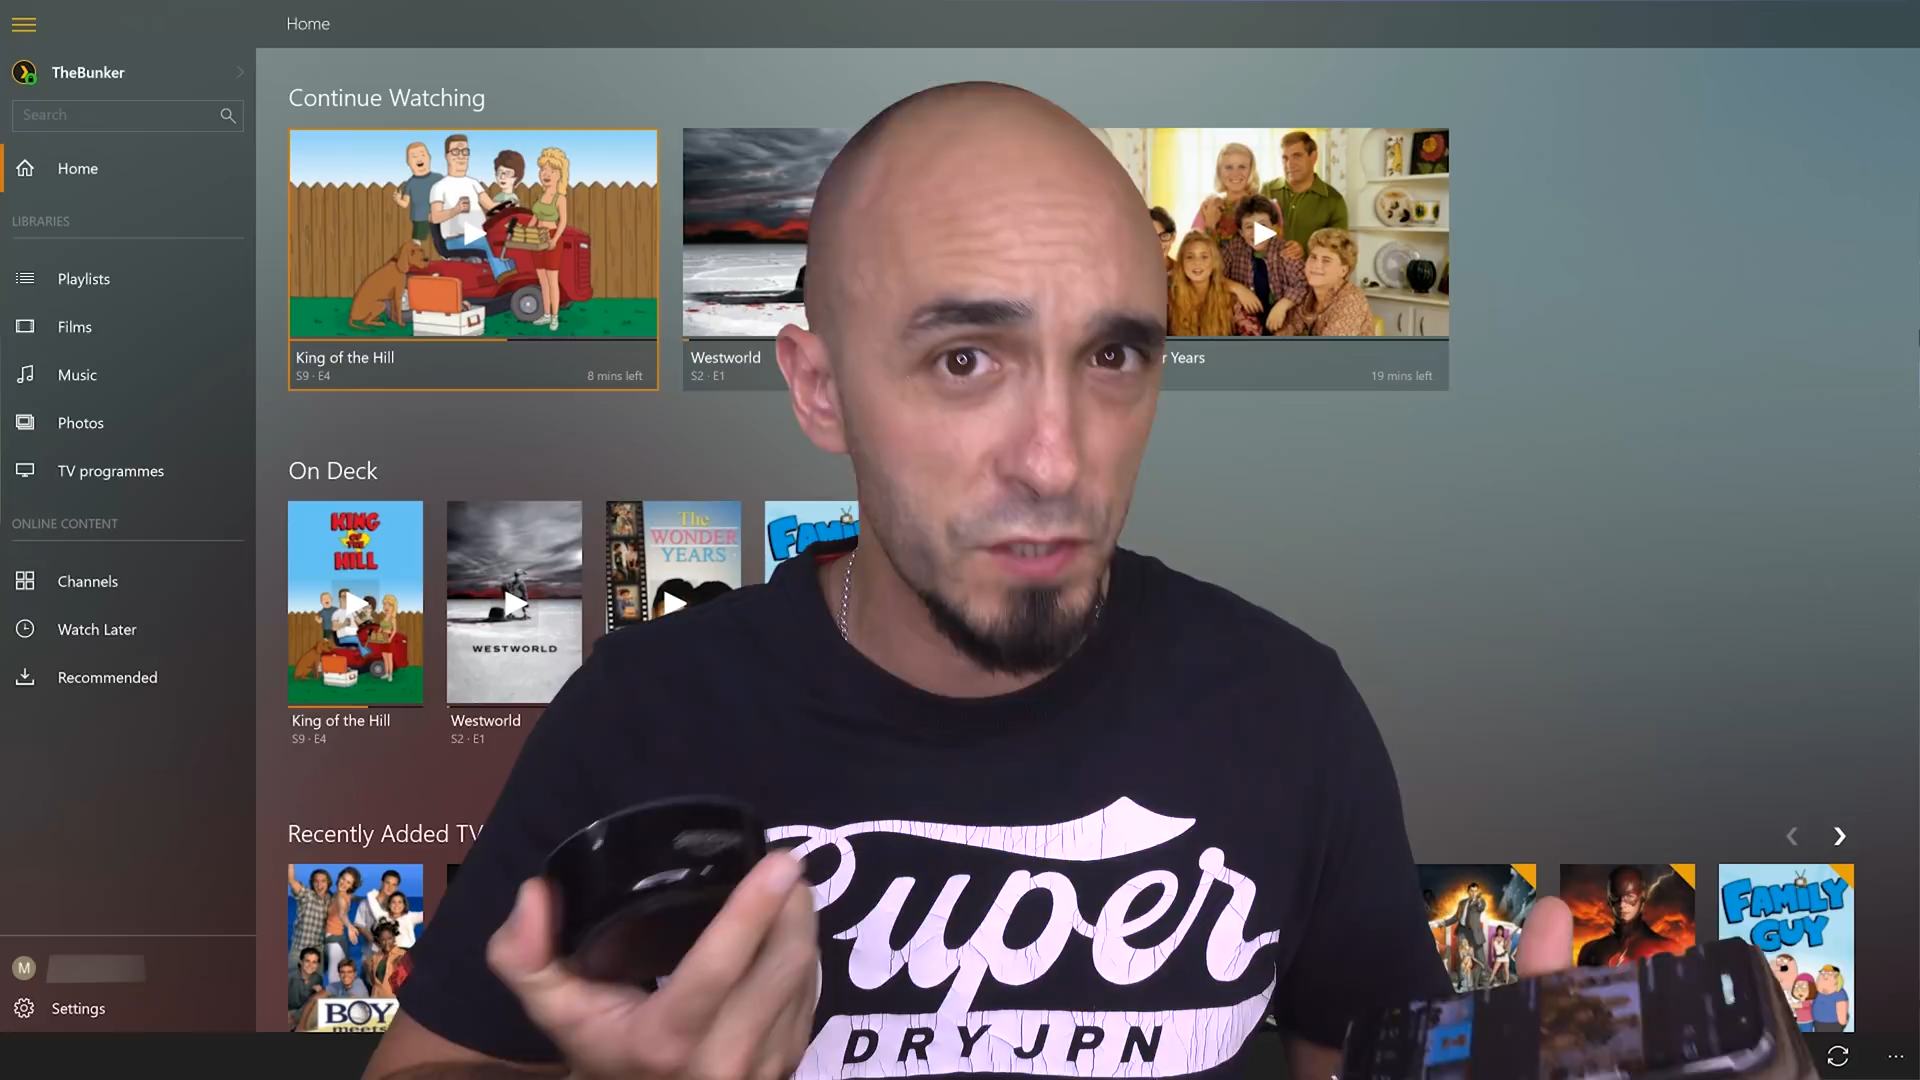 Home
TheBunker
Search
Home
LIBRARIES
Playlists
Films
Music
Photos
TV programmes
ONLINE CONTENT
Channels
Watch Later
Recommended
M
Settings
Continue Watching
King of the Hill
S9 · E4
8 mins left
Westworld
S2 · E1
r Years
19 mins left
On Deck
KING
OF THE
HILL
King of the Hill
S9 · E4
WESTWORLD
Westworld
S2 · E1
The
WONDER
YEARS
Recently Added TV
BOY
meets
FAMILY
GUY
Super
DRY JPN